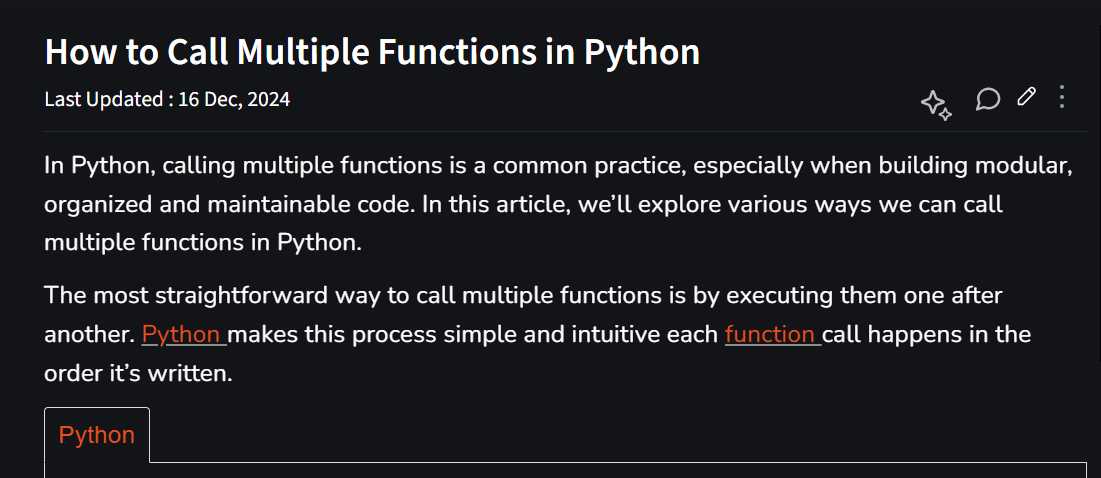 How to Call Multiple Functions in Python
Last Updated : 16 Dec, 2024
In Python, calling multiple functions is a common practice, especially when building modular,
organized and maintainable code. In this article, we’ll explore various ways we can call
multiple functions in Python.
The most straightforward way to call multiple functions is by executing them one after
another. Python makes this process simple and intuitive each function call happens in the
order it’s written.
Python